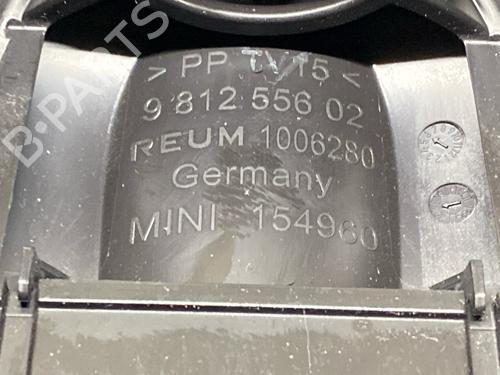 > PP TV15 <
9 812 556 02
REUM 1006280
Germany
MINI 154960
B-PARTS